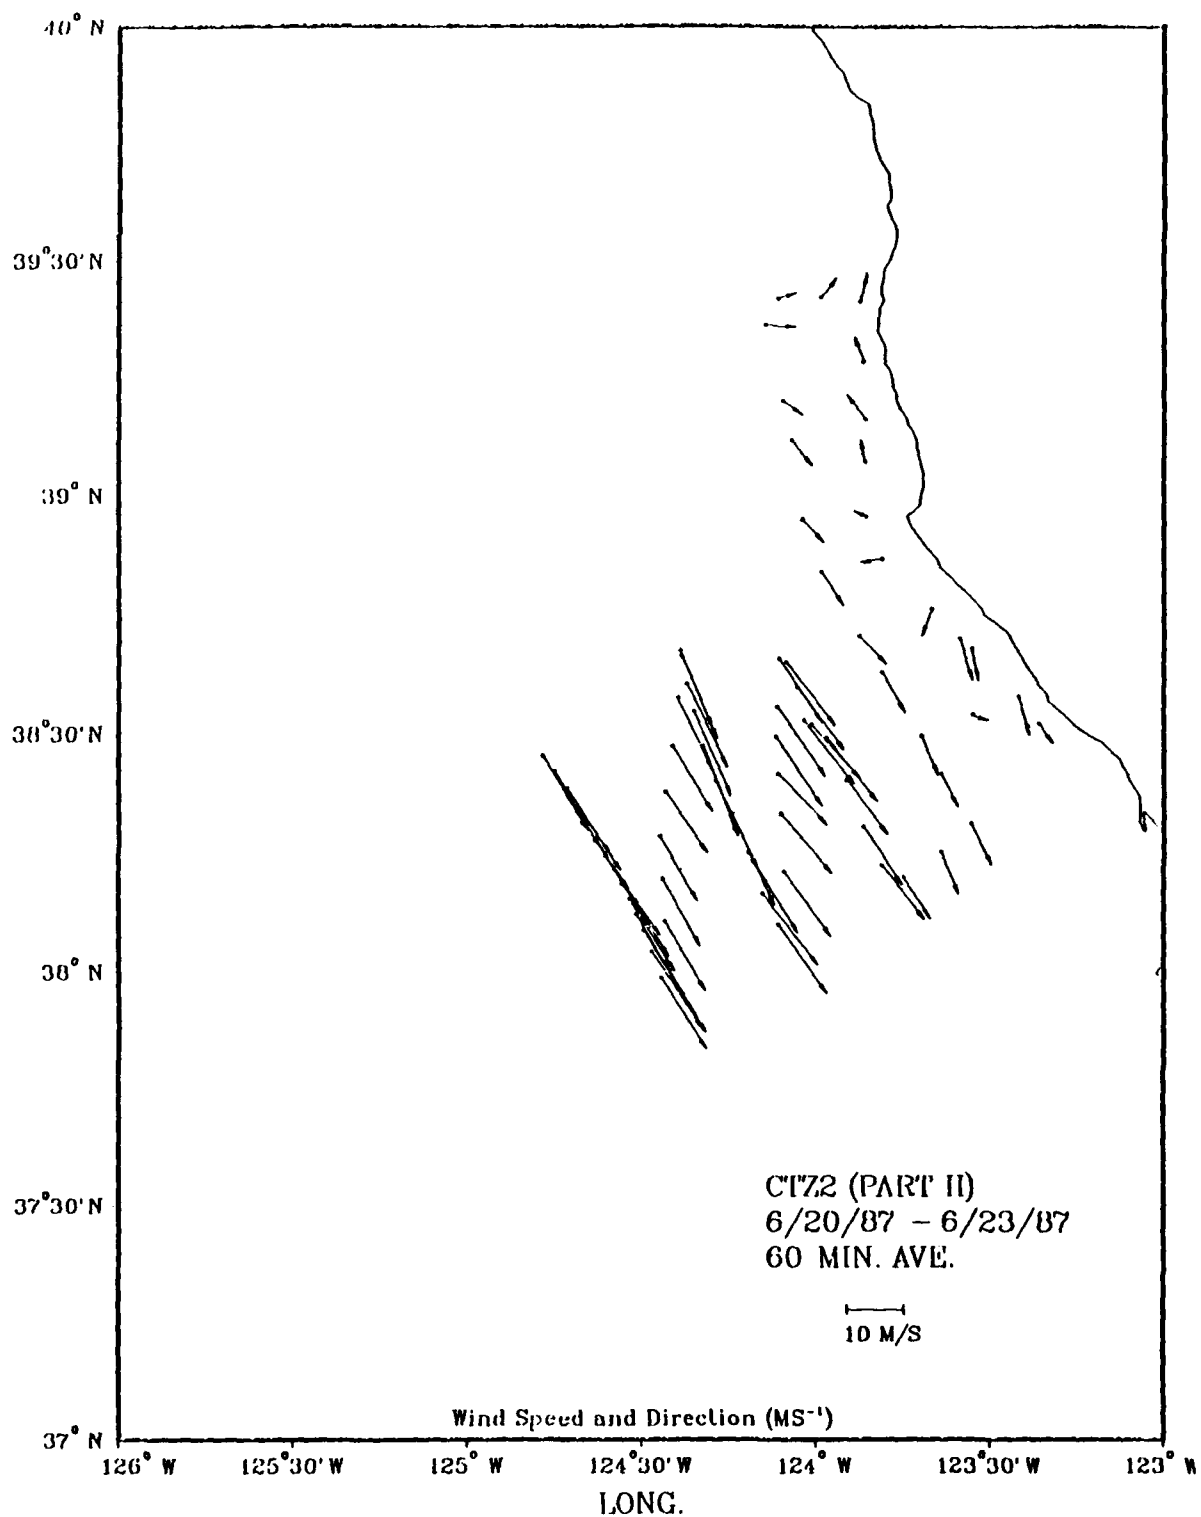 40° N
39°30'N
39° N
38°30'N
38° N
37°30'N
37° N
CTZ2 (PART II)
6/20/87 - 6/23/87
60 MIN. AVE.
10 M/S
Wind Speed and Direction (MS⁻¹)
126° W 125°30'W 125° W 124°30'W 124° W 123°30'W 123° W
LONG.